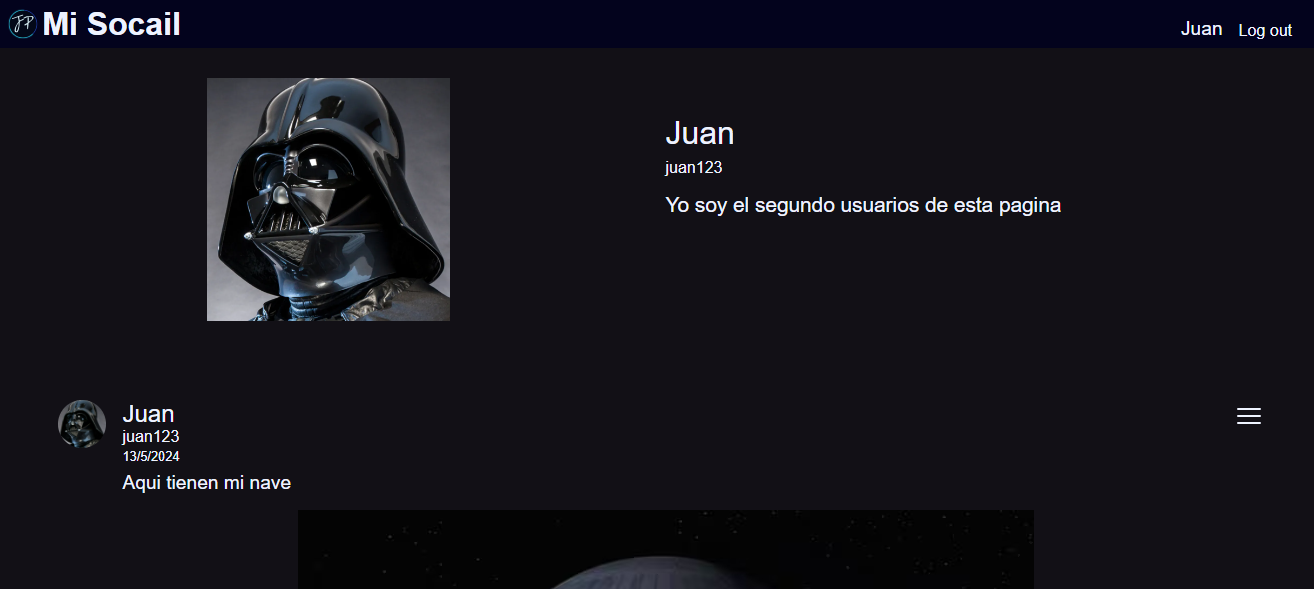 JP Mi Socail
Juan Log out
Juan
juan123
Yo soy el segundo usuarios de esta pagina
Juan
juan123
13/5/2024
Aqui tienen mi nave